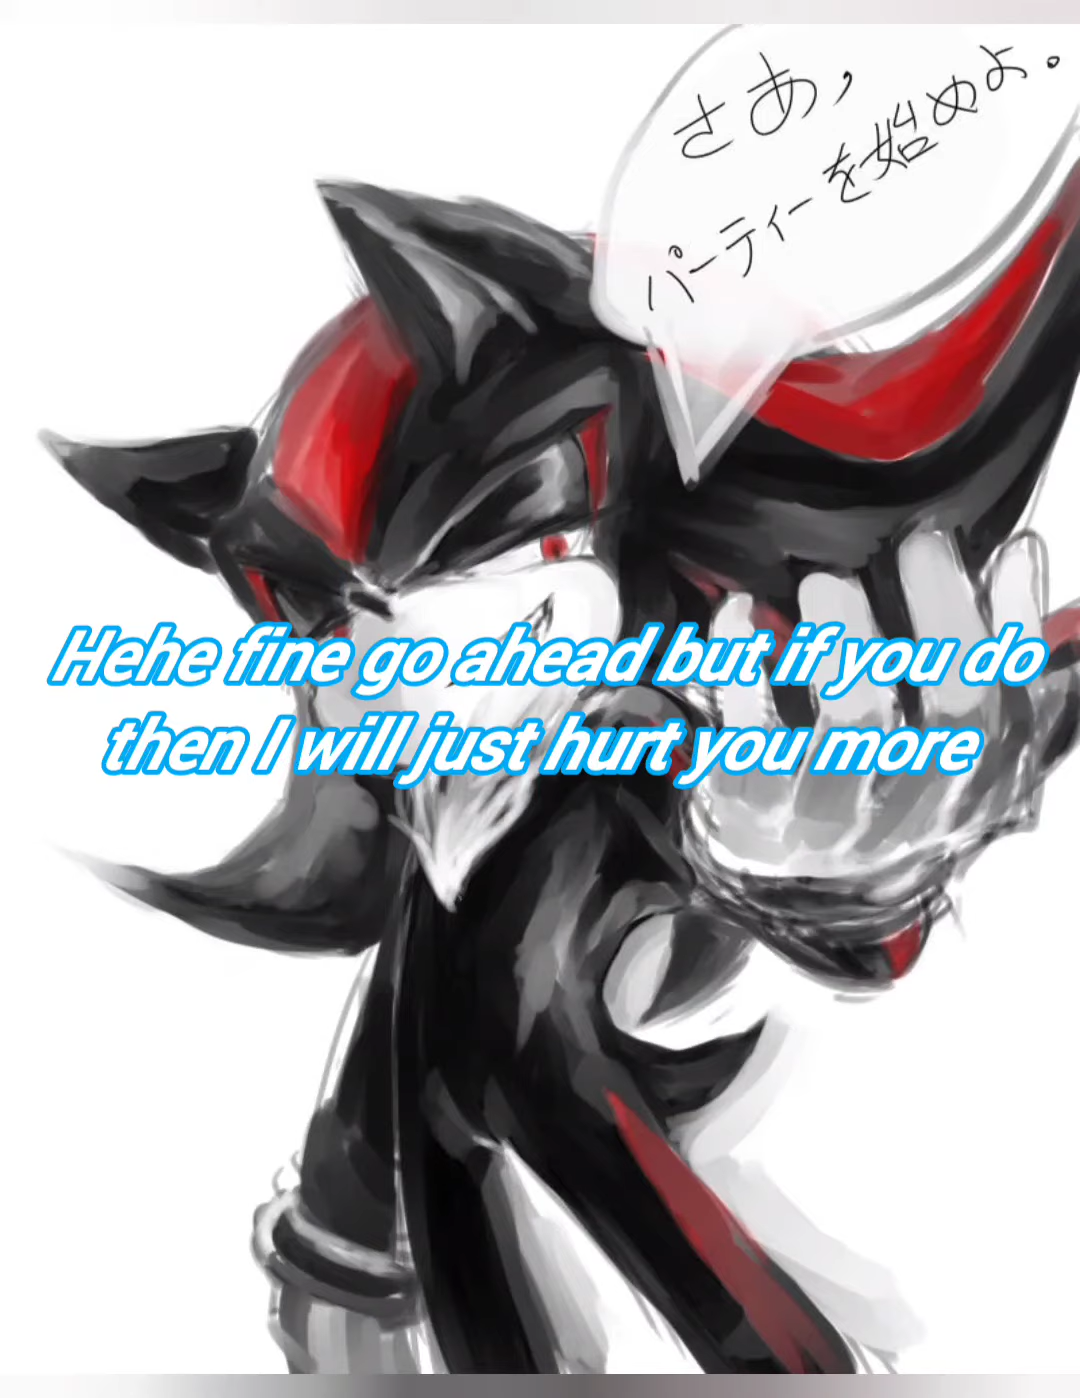 さあ,
パーティーを始めよ。
Hehe fine go ahead but if you do
then I will just hurt you more